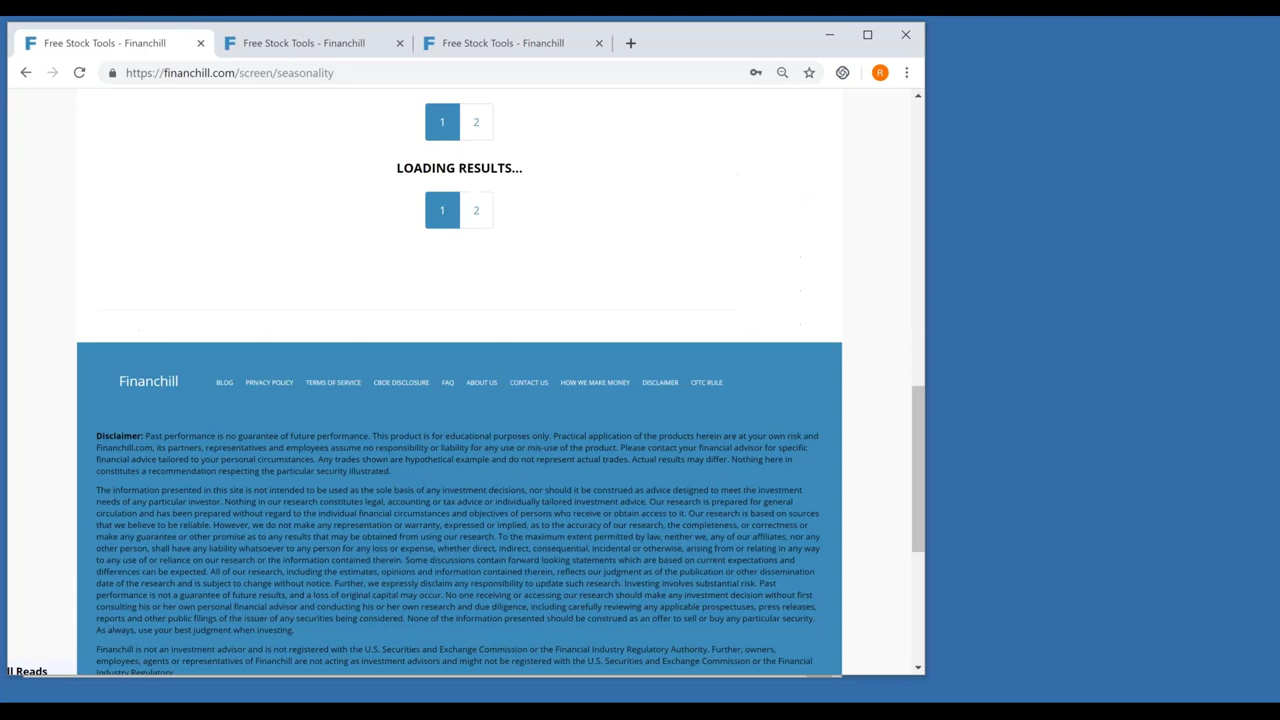 Free Stock Tools - Financhill
Free Stock Tools - Financhill
Free Stock Tools - Financhill
https://financhill.com/screen/seasonality
R
1 2
LOADING RESULTS...
1 2
Financhill
BLOG PRIVACY POLICY TERMS OF SERVICE CBOE DISCLOSURE FAQ ABOUT US CONTACT US HOW WE MAKE MONEY DISCLAIMER CFTC RULE
Disclaimer: Past performance is no guarantee of future performance. This product is for educational purposes only. Practical application of the products herein are at your own risk and
Financhill.com, its partners, representatives and employees assume no responsibility or liability for any use or mis-use of the product. Please contact your financial advisor for specific
financial advice tailored to your personal circumstances. Any trades shown are hypothetical example and do not represent actual trades. Actual results may differ. Nothing here in
constitutes a recommendation respecting the particular security illustrated.
The information presented in this site is not intended to be used as the sole basis of any investment decisions, nor should it be construed as advice designed to meet the investment
needs of any particular investor. Nothing in our research constitutes legal, accounting or tax advice or individually tailored investment advice. Our research is prepared for general
circulation and has been prepared without regard to the individual financial circumstances and objectives of persons who receive or obtain access to it. Our research is based on sources
that we believe to be reliable. However, we do not make any representation or warranty, expressed or implied, as to the accuracy of our research, the completeness, or correctness or
make any guarantee or other promise as to any results that may be obtained from using our research. To the maximum extent permitted by law, neither we, any of our affiliates, nor any
other person, shall have any liability whatsoever to any person for any loss or expense, whether direct, indirect, consequential, incidental or otherwise, arising from or relating in any way
to any use of or reliance on our research or the information contained therein. Some discussions contain forward looking statements which are based on current expectations and
differences can be expected. All of our research, including the estimates, opinions and information contained therein, reflects our judgment as of the publication or other dissemination
date of the research and is subject to change without notice. Further, we expressly disclaim any responsibility to update such research. Investing involves substantial risk. Past
performance is not a guarantee of future results, and a loss of original capital may occur. No one receiving or accessing our research should make any investment decision without first
consulting his or her own personal financial advisor and conducting his or her own research and due diligence, including carefully reviewing any applicable prospectuses, press releases,
reports and other public filings of the issuer of any securities being considered. None of the information presented should be construed as an offer to sell or buy any particular security.
As always, use your best judgment when investing.
Financhill is not an investment advisor and is not registered with the U.S. Securities and Exchange Commission or the Financial Industry Regulatory Authority. Further, owners,
employees, agents or representatives of Financhill are not acting as investment advisors and might not be registered with the U.S. Securities and Exchange Commission or the Financial
Industry Regulatory
ll Reads